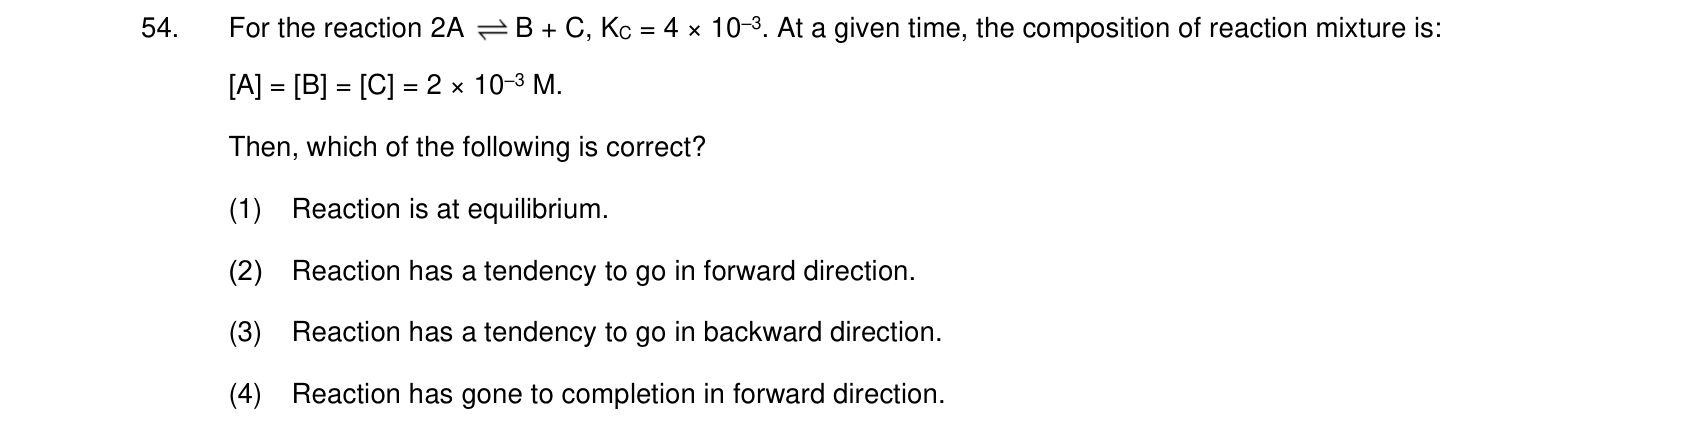 54. For the reaction 2A ⇌ B + C, K_C = 4 × 10⁻³. At a given time, the composition of reaction mixture is:
[A] = [B] = [C] = 2 × 10⁻³ M.
Then, which of the following is correct?
(1) Reaction is at equilibrium.
(2) Reaction has a tendency to go in forward direction.
(3) Reaction has a tendency to go in backward direction.
(4) Reaction has gone to completion in forward direction.